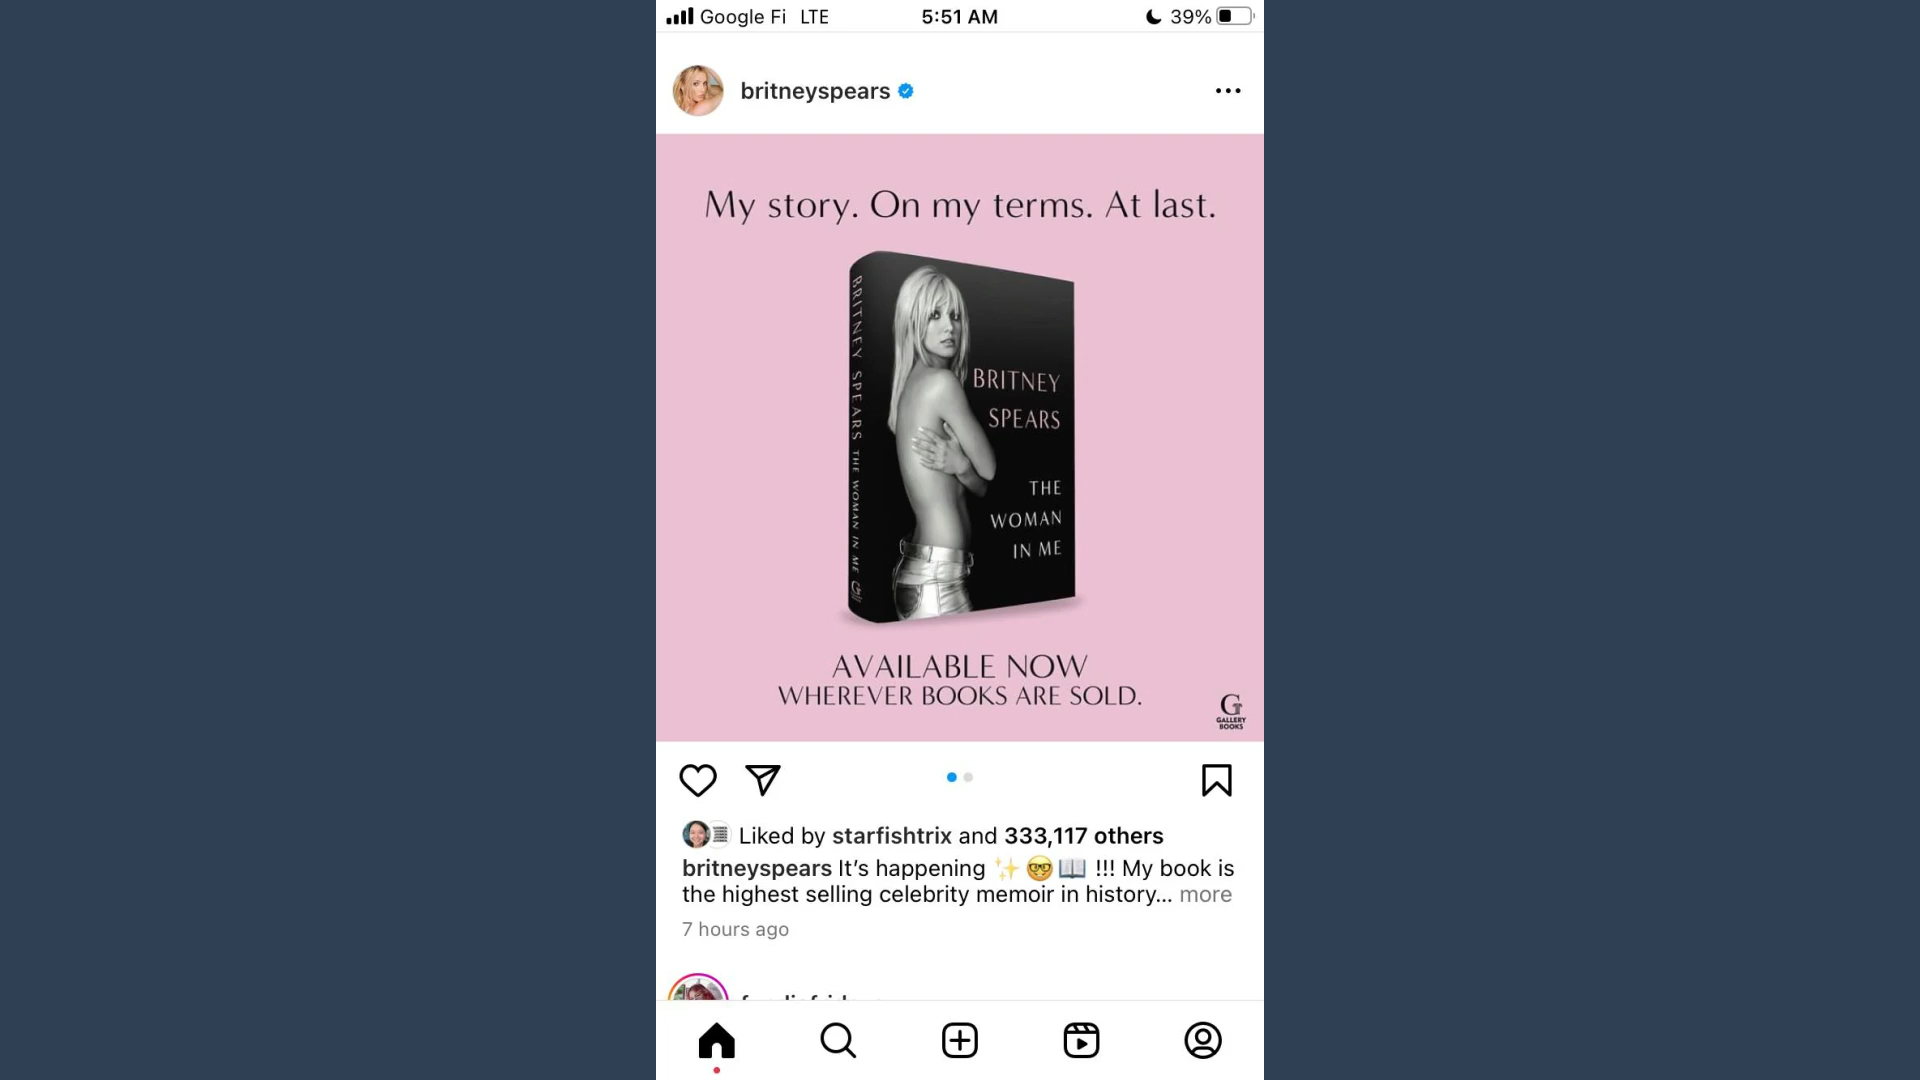 Google Fi LTE 5:51 AM 39%
britneyspears
My story. On my terms. At last.
BRITNEY SPEARS THE WOMAN IN ME
BRITNEY
SPEARS
THE
WOMAN
IN ME
AVAILABLE NOW
WHEREVER BOOKS ARE SOLD.
G
GALLERY
BOOKS
Liked by starfishtrix and 333,117 others
britneyspears It’s happening ✨🤓📖 !!! My book is
the highest selling celebrity memoir in history... more
7 hours ago